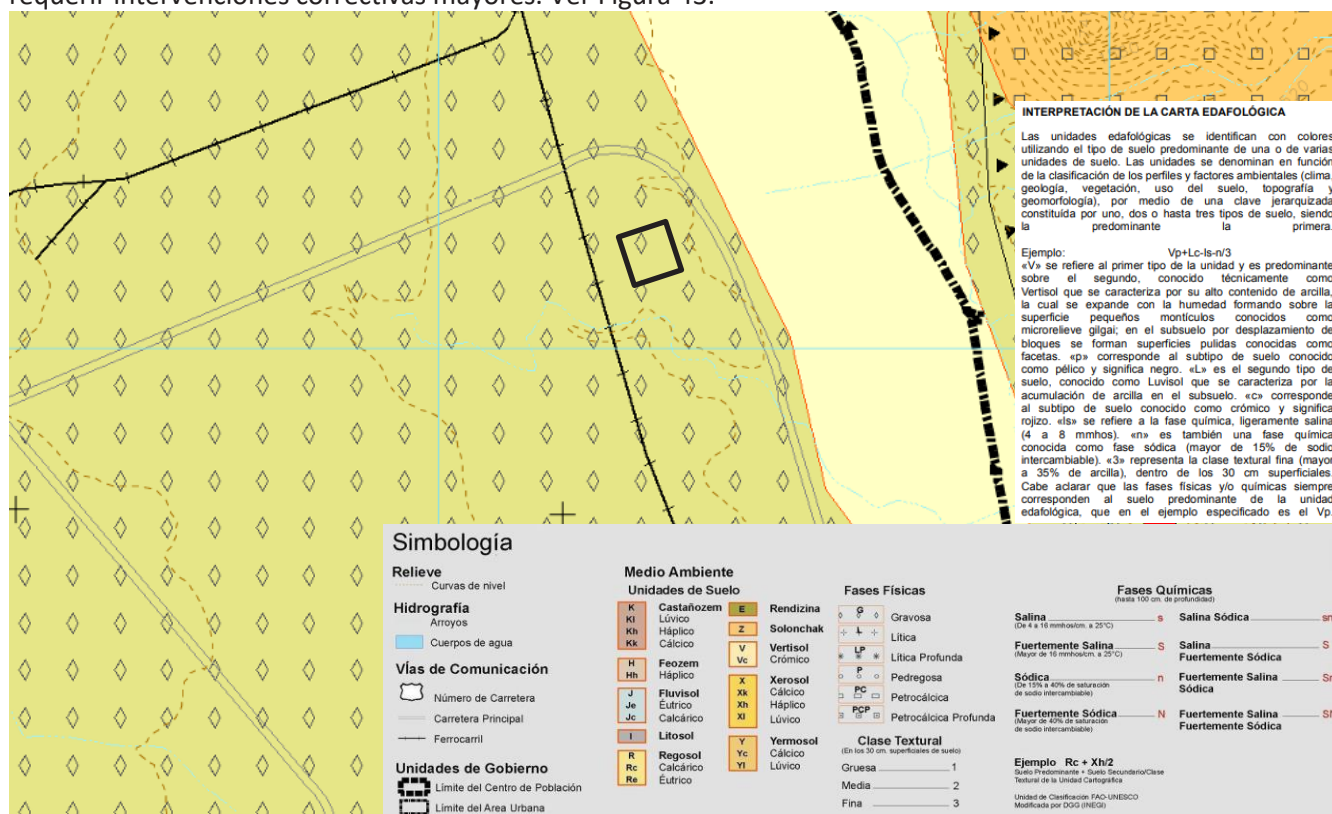 requerir intervenciones correctivas mayores. Ver Figura 43.
INTERPRETACIÓN DE LA CARTA EDAFOLÓGICA
Las unidades edafológicas se identifican con colores
utilizando el tipo de suelo predominante de una o de varias
unidades de suelo. Las unidades se denominan en función
de la clasificación de los perfiles y factores ambientales (clima,
geología, vegetación, uso del suelo, topografía y
geomorfología), por medio de una clave jerarquizada
constituída por uno, dos o hasta tres tipos de suelo, siendo
la predominante la primera.
Ejemplo: Vp+Lc-ls-n/3
«V» se refiere al primer tipo de la unidad y es predominante
sobre el segundo, conocido técnicamente como
Vertisol que se caracteriza por su alto contenido de arcilla,
la cual se expande con la humedad formando sobre la
superficie pequeños montículos conocidos como
microrelieve gilgai; en el subsuelo por desplazamiento de
bloques se forman superficies pulidas conocidas como
facetas. «p» corresponde al subtipo de suelo conocido
como pélico y significa negro. «L» es el segundo tipo de
suelo, conocido como Luvisol que se caracteriza por la
acumulación de arcilla en el subsuelo. «c» corresponde
al subtipo de suelo conocido como crómico y significa
rojizo. «ls» se refiere a la fase química, ligeramente salina
(4 a 8 mmhos). «n» es también una fase química
conocida como fase sódica (mayor de 15% de sodio
intercambiable). «3» representa la clase textural fina (mayor
a 35% de arcilla), dentro de los 30 cm superficiales.
Cabe aclarar que las fases físicas y/o químicas siempre
corresponden al suelo predominante de la unidad
edafológica, que en el ejemplo especificado es el Vp.
Simbología
Relieve
Curvas de nivel
Hidrografía
Arroyos
Cuerpos de agua
Vías de Comunicación
Número de Carretera
Carretera Principal
Ferrocarril
Unidades de Gobierno
Límite del Centro de Población
Límite del Area Urbana
Medio Ambiente
Unidades de Suelo
K Castañozem
Kl Lúvico
Kh Háplico
Kk Cálcico
H Feozem
Hh Háplico
J Fluvisol
Je Éutrico
Jc Calcárico
I Litosol
R Regosol
Rc Calcárico
Re Éutrico
E Rendizina
Z Solonchak
V Vertisol
Vc Crómico
X Xerosol
Xk Cálcico
Xh Háplico
Xl Lúvico
Y Yermosol
Yc Cálcico
Yl Lúvico
Fases Físicas
G Gravosa
L Lítica
LP Lítica Profunda
P Pedregosa
PC Petrocálcica
PCP Petrocálcica Profunda
Clase Textural
(En los 30 cm. superficiales de suelo)
Gruesa 1
Media 2
Fina 3
Fases Químicas
(hasta 100 cm. de profundidad)
Salina s
(De 4 a 16 mmhos/cm. a 25°C)
Fuertemente Salina S
(Mayor de 16 mmhos/cm. a 25°C)
Sódica n
(De 15% a 40% de saturación
de sodio intercambiable)
Fuertemente Sódica N
(Mayor de 40% de saturación
de sodio intercambiable)
Salina Sódica sn
Salina
Fuertemente Sódica
Fuertemente Salina
Sódica
Fuertemente Salina
Fuertemente Sódica
Ejemplo Rc + Xh/2
Suelo Predominante + Suelo Secundario/Clase
Textural de la Unidad Cartográfica
Unidad de Clasificación FAO-UNESCO
Modificada por DGG (INEGI)